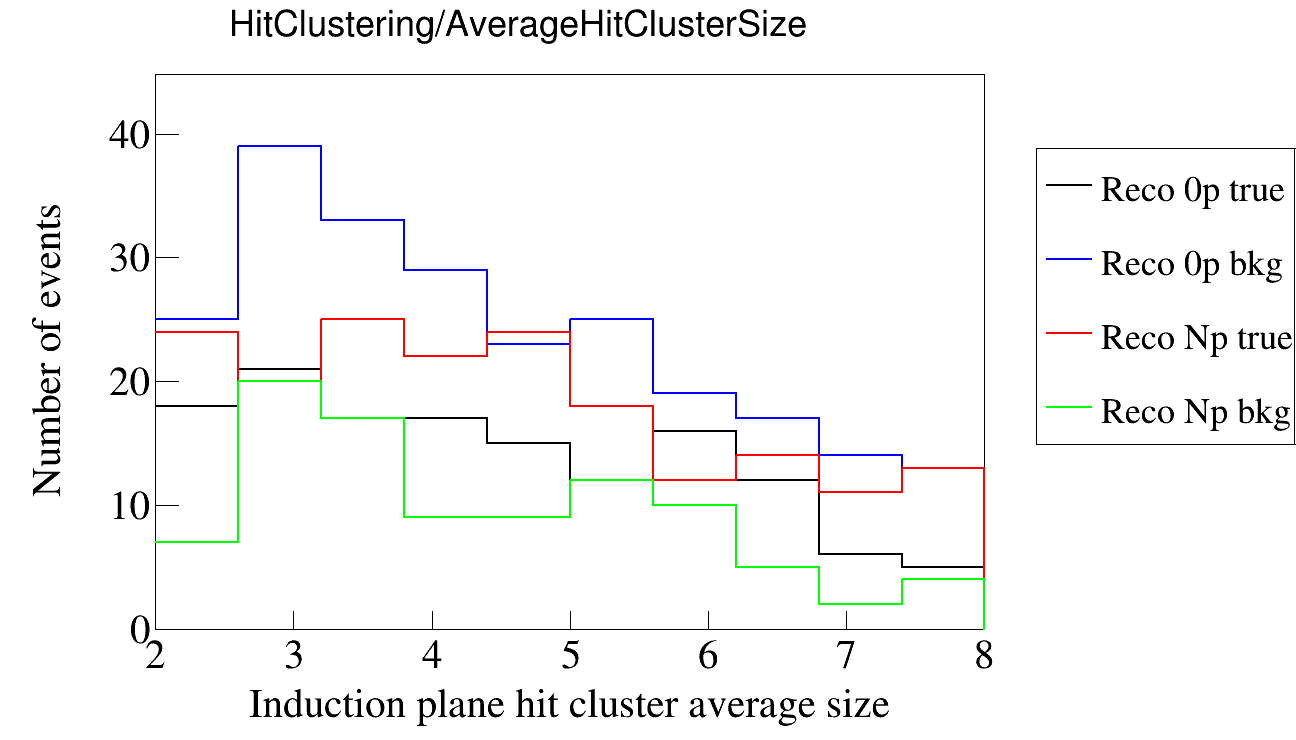 HitClustering/AverageHitClusterSize
40
30
20
10
0
Number of events
2 3 4 5 6 7 8
Induction plane hit cluster average size
Reco 0p true
Reco 0p bkg
Reco Np true
Reco Np bkg